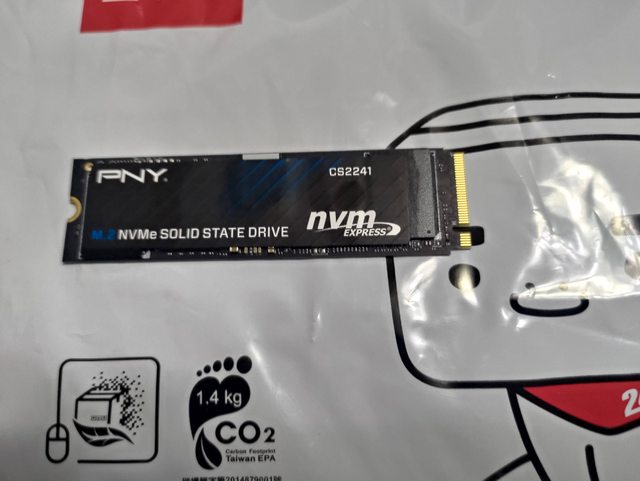 PNY
CS2241
M.2 NVMe SOLID STATE DRIVE
nvm
EXPRESS
1.4 kg
CO2
Carbon Footprint
Taiwan EPA